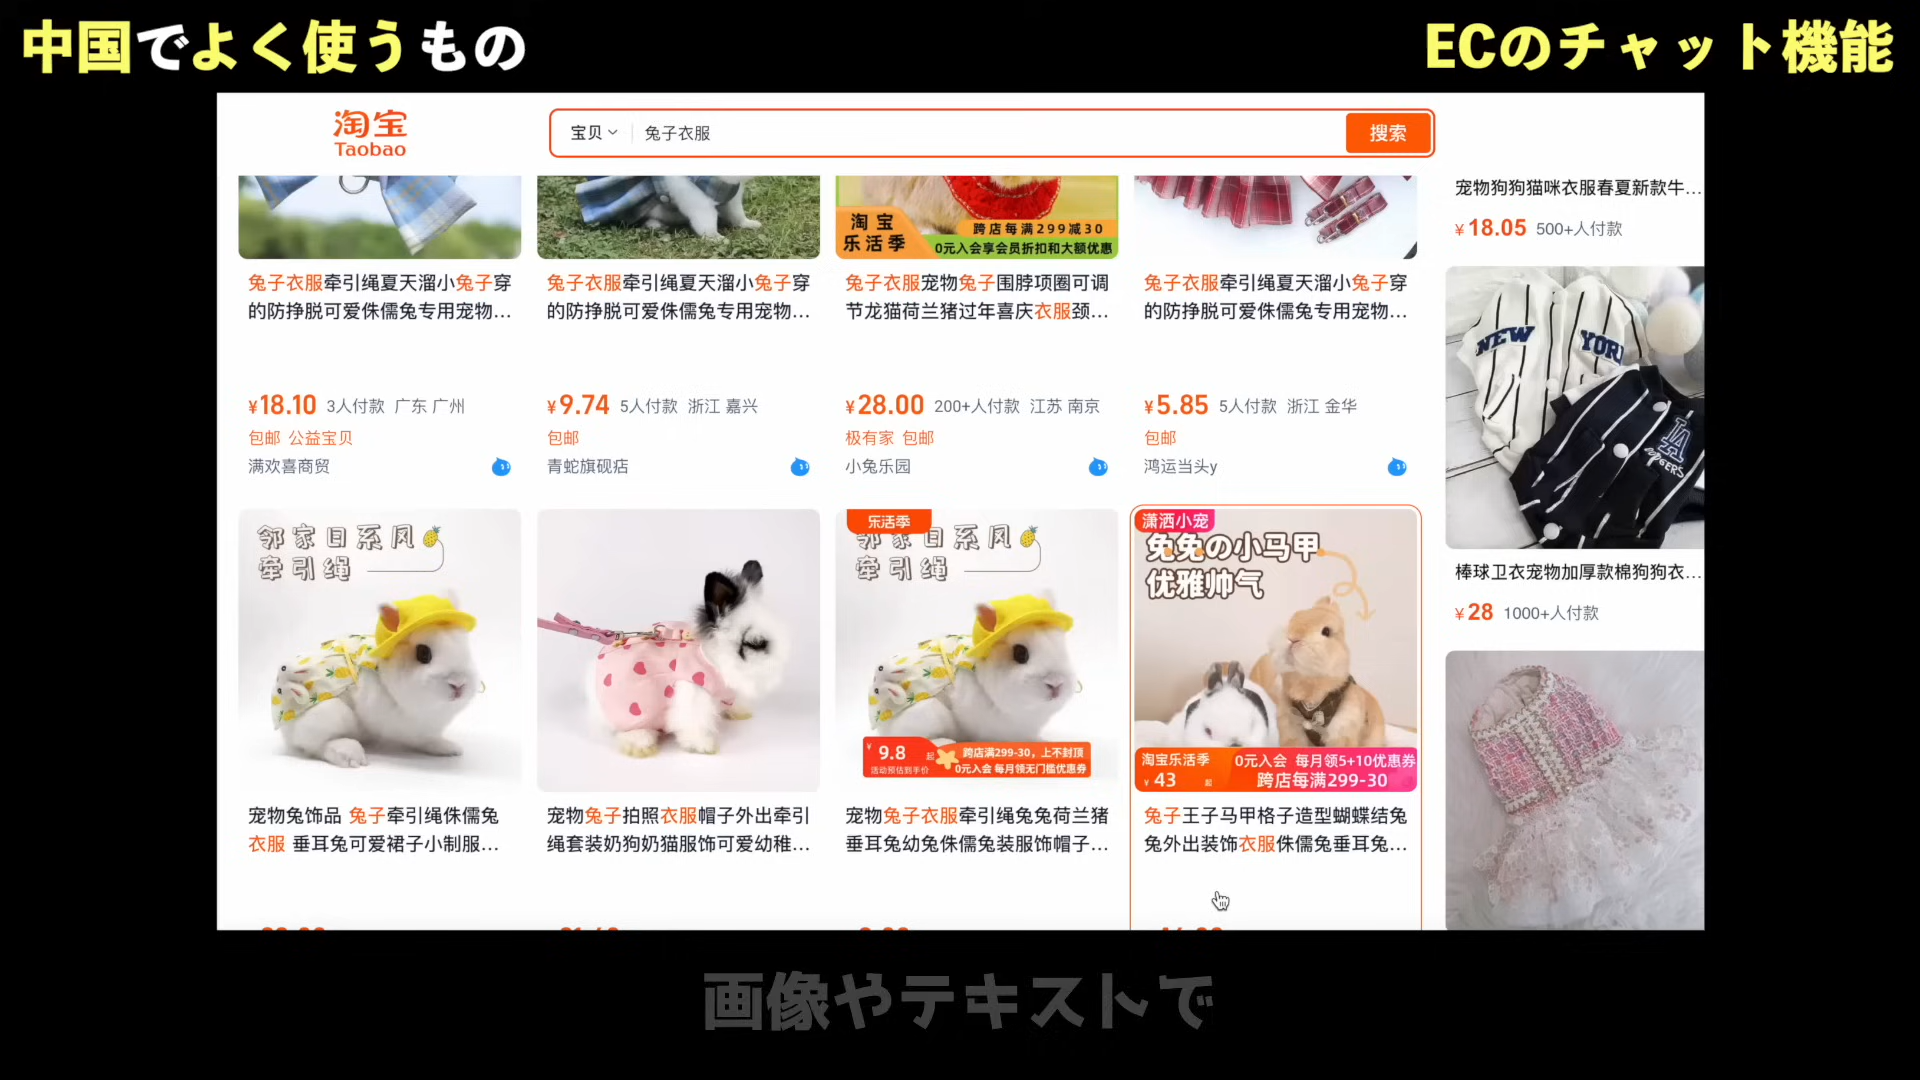 中国でよく使うもの
ECのチャット機能
淘宝
Taobao
宝贝
兔子衣服
搜索
淘宝
乐活季
跨店每满299减30
0元入会享会员折扣和大额优惠
兔子衣服牵引绳夏天溜小兔子穿
的防挣脱可爱侏儒兔专用宠物...
¥18.10 3人付款 广东 广州
包邮 公益宝贝
满欢喜商贸
兔子衣服牵引绳夏天溜小兔子穿
的防挣脱可爱侏儒兔专用宠物...
¥9.74 5人付款 浙江 嘉兴
包邮
青蛇旗砚店
兔子衣服宠物兔子围脖项圈可调
节龙猫荷兰猪过年喜庆衣服颈...
¥28.00 200+人付款 江苏 南京
极有家 包邮
小兔乐园
兔子衣服牵引绳夏天溜小兔子穿
的防挣脱可爱侏儒兔专用宠物...
¥5.85 5人付款 浙江 金华
包邮
鸿运当头y
宠物狗狗猫咪衣服春夏新款牛...
¥18.05 500+人付款
NEW YORK
LA
棒球卫衣宠物加厚款棉狗狗衣...
¥28 1000+人付款
邻家日系风
牵引绳
宠物兔饰品 兔子牵引绳侏儒兔
衣服 垂耳兔可爱裙子小制服...
宠物兔子拍照衣服帽子外出牵引
绳套装奶狗奶猫服饰可爱幼稚...
乐活季
邻家日系风
牵引绳
¥9.8起
活动预估到手价
跨店满299-30，上不封顶
0元入会 每月领无门槛优惠券
宠物兔子衣服牵引绳兔兔荷兰猪
垂耳兔幼兔侏儒兔装服饰帽子...
潇洒小宠
兔兔の小马甲
优雅帅气
淘宝乐活季
¥43起
0元入会 每月领5+10优惠券
跨店每满299-30
兔子王子马甲格子造型蝴蝶结兔
兔外出装饰衣服侏儒兔垂耳兔...
画像やテキストで